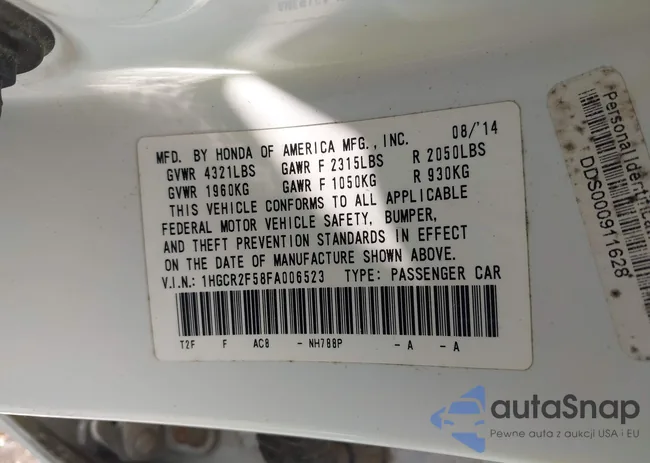 MFD. BY HONDA OF AMERICA MFG., INC. 08/'14
GVWR 4321LBS GAWR F 2315LBS R 2050LBS
GVWR 1960KG GAWR F 1050KG R 930KG
THIS VEHICLE CONFORMS TO ALL APPLICABLE
FEDERAL MOTOR VEHICLE SAFETY, BUMPER,
AND THEFT PREVENTION STANDARDS IN EFFECT
ON THE DATE OF MANUFACTURE SHOWN ABOVE.
V.I.N.: 1HGCR2F58FA006523 TYPE: PASSENGER CAR
T2F F AC8 - NH788P - A - A
Personal
DDS000911628
autaSnap
Pewne auta z aukcji USA i EU